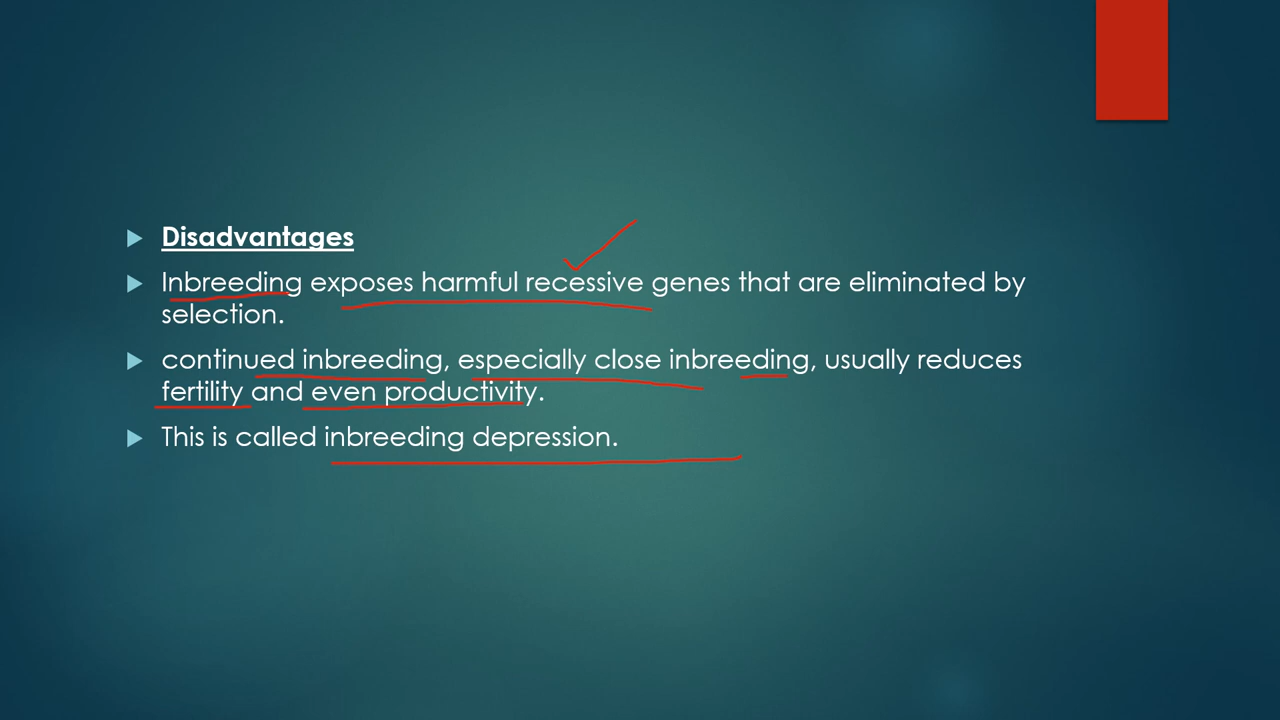 Disadvantages
Inbreeding exposes harmful recessive genes that are eliminated by
selection.
continued inbreeding, especially close inbreeding, usually reduces
fertility and even productivity.
This is called inbreeding depression.